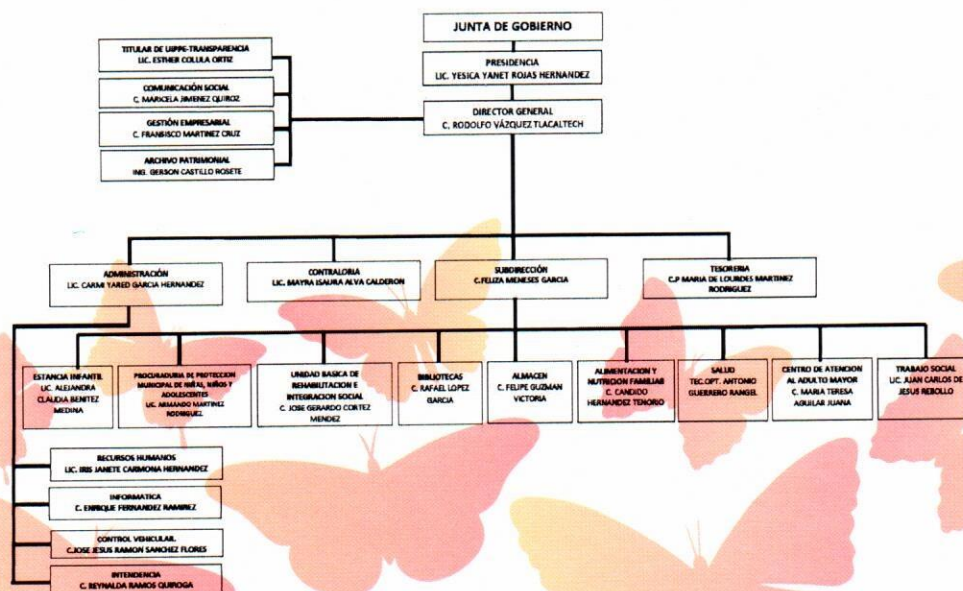 JUNTA DE GOBIERNO
PRESIDENCIA
LIC. YESICA YANET ROJAS HERNANDEZ
DIRECTOR GENERAL
C. RODOLFO VÁZQUEZ TLACALTECH
TITULAR DE UIPPE-TRANSPARENCIA
LIC. ESTHER COLULA ORTIZ
COMUNICACIÓN SOCIAL
C. MARICELA JIMENEZ QUIROZ
GESTIÓN EMPRESARIAL
C. FRANSISCO MARTINEZ CRUZ
ARCHIVO PATRIMONIAL
ING. GERSON CASTILLO ROSETE
ADMINISTRACIÓN
LIC. CARMI YARED GARCIA HERNANDEZ
CONTRALORIA
LIC. MAYRA ISAURA ALVA CALDERON
SUBDIRECCIÓN
C.FELIZA MENESES GARCIA
TESORERIA
C.P MARIA DE LOURDES MARTINEZ
RODRIGUEZ
ESTANCIA INFANTIL
LIC. ALEJANDRA
CLAUDIA BENITEZ
MEDINA
PROCURADURIA DE PROTECCION
MUNICIPAL DE NIÑAS, NIÑOS Y
ADOLESCENTES
LIC. ARMANDO MARTINEZ
RODRIGUEZ.
UNIDAD BASICA DE
REHABILITACION E
INTEGRACION SOCIAL
C. JOSE GERARDO CORTEZ
MENDEZ
BIBLIOTECAS
C. RAFAEL LOPEZ
GARCIA
ALMACEN
C. FELIPE GUZMAN
VICTORIA
ALIMENTACION Y
NUTRICION FAMILIAR
C. CANDIDO
HERNANDEZ TENORIO
SALUD
TEC.OPT. ANTONIO
GUERRERO RANGEL
CENTRO DE ATENCION
AL ADULTO MAYOR
C. MARIA TERESA
AGUILAR JUANA
TRABAJO SOCIAL
LIC. JUAN CARLOS DE
JESUS REBOLLO
RECURSOS HUMANOS
LIC. IRIS JANETE CARMONA HERNANDEZ
INFORMATICA
C. ENRIQUE FERNANDEZ RAMIREZ
CONTROL VEHICULAR.
C.JOSE JESUS RAMON SANCHEZ FLORES
INTENDENCIA
C. REYNALDA RAMOS QUIROGA